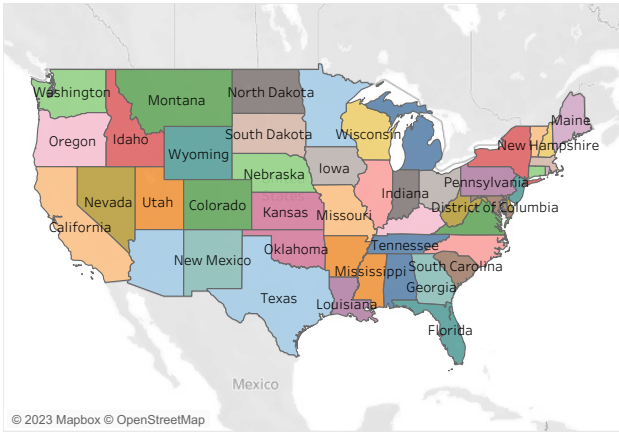 Washington
Montana
North Dakota
Maine
Oregon
Idaho
South Dakota
Wisconsin
New Hampshire
Wyoming
Nebraska
Iowa
Pennsylvania
Nevada
Utah
Colorado
Kansas
Missouri
Indiana
District of Columbia
California
New Mexico
Oklahoma
Tennessee
Mississippi
South Carolina
Georgia
Texas
Louisiana
Florida
Mexico
© 2023 Mapbox © OpenStreetMap